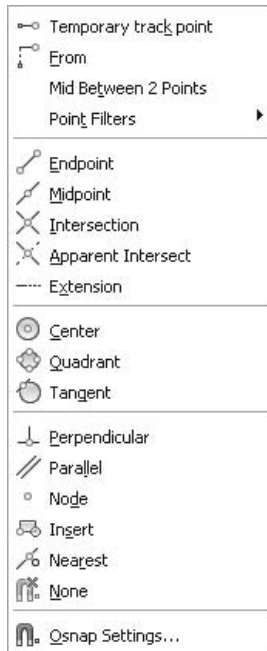 Temporary track point
From
Mid Between 2 Points
Point Filters
Endpoint
Midpoint
Intersection
Apparent Intersect
Extension
Center
Quadrant
Tangent
Perpendicular
Parallel
Node
Insert
Nearest
None
Osnap Settings...